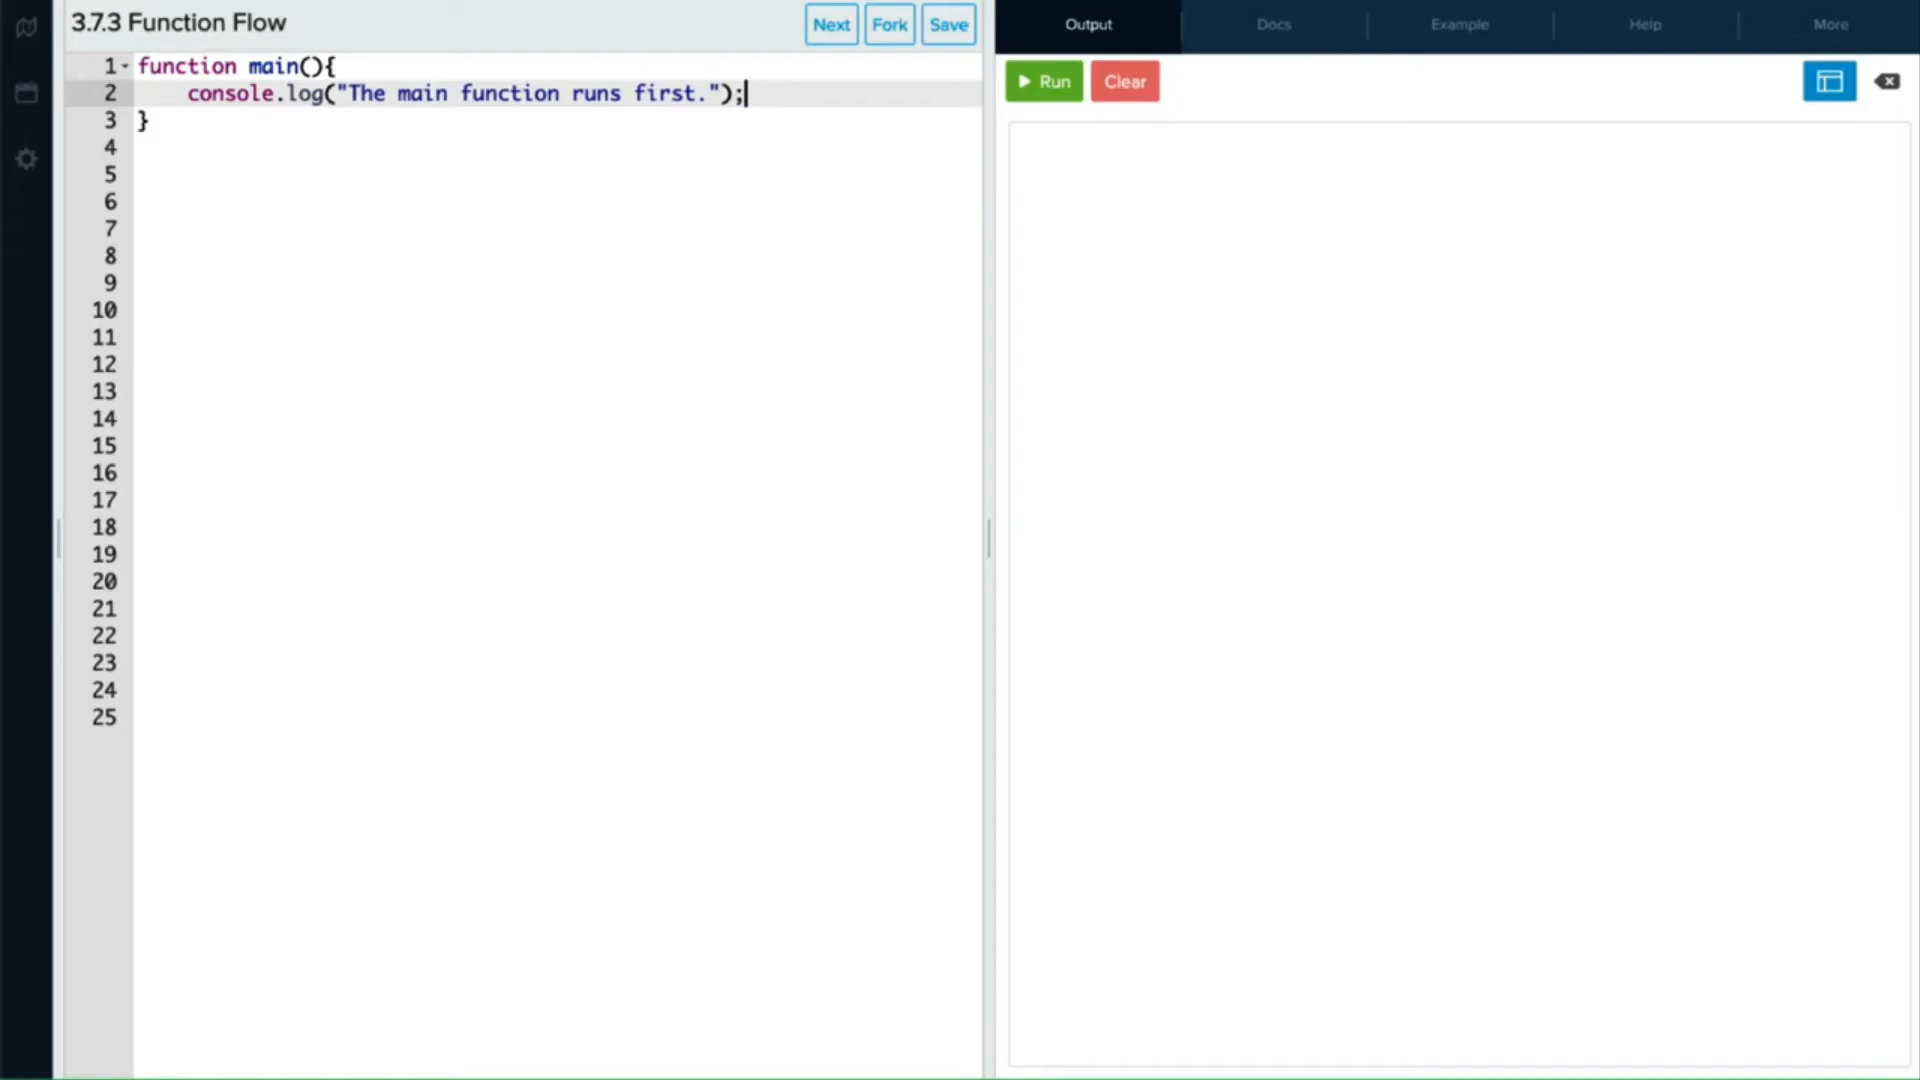 3.7.3 Function Flow
Next
Fork
Save
Output
Docs
Example
Help
More
Run
Clear
1 function main(){
2 console.log("The main function runs first.");
3 }
4
5
6
7
8
9
10
11
12
13
14
15
16
17
18
19
20
21
22
23
24
25